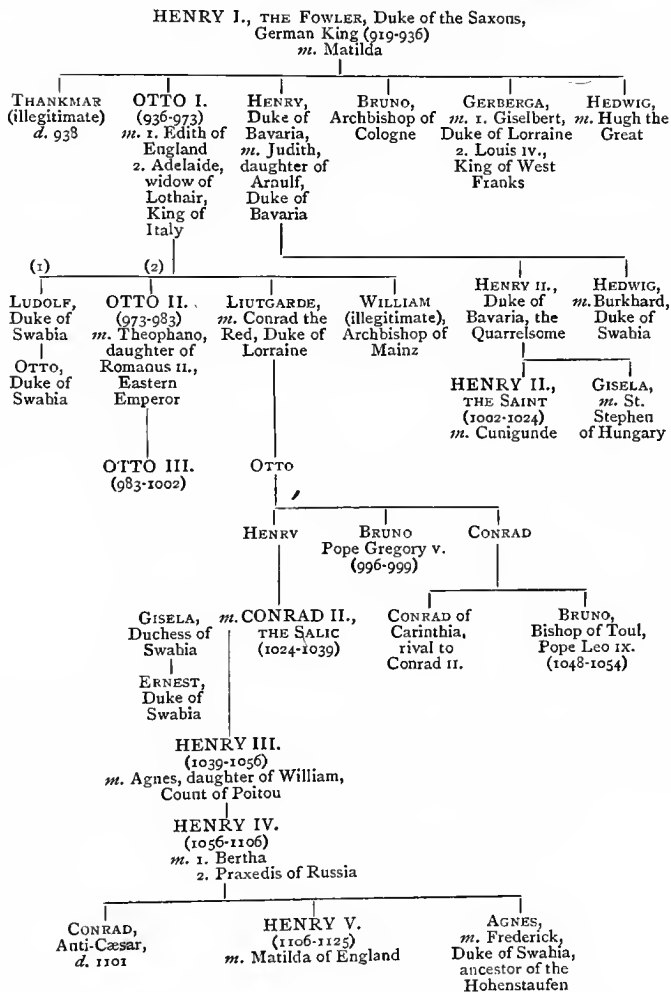 HENRY I., THE FOWLER, Duke of the Saxons,
German King (919-936)
m. Matilda
THANKMAR
(illegitimate)
d. 938
OTTO I.
(936-973)
m. 1. Edith of
England
2. Adelaide,
widow of
Lothair,
King of
Italy
HENRY,
Duke of
Bavaria,
m. Judith,
daughter of
Arnulf,
Duke of
Bavaria
BRUNO,
Archbishop of
Cologne
GERBERGA,
m. 1. Giselbert,
Duke of Lorraine
2. Louis IV.,
King of West
Franks
HEDWIG,
m. Hugh the
Great
(1)
(2)
LUDOLF,
Duke of
Swabia
OTTO,
Duke of
Swabia
OTTO II.
(973-983)
m. Theophano,
daughter of
Romanus II.,
Eastern
Emperor
LIUTGARDE,
m. Conrad the
Red, Duke of
Lorraine
WILLIAM
(illegitimate),
Archbishop of
Mainz
HENRY II.,
Duke of
Bavaria, the
Quarrelsome
HEDWIG,
m. Burkhard,
Duke of
Swabia
HENRY II.,
THE SAINT
(1002-1024)
m. Cunigunde
GISELA,
m. St.
Stephen
of Hungary
OTTO III.
(983-1002)
OTTO
HENRY
BRUNO
Pope Gregory V.
(996-999)
CONRAD
GISELA,
Duchess of
Swabia
ERNEST,
Duke of
Swabia
m. CONRAD II.,
THE SALIC
(1024-1039)
CONRAD of
Carinthia,
rival to
Conrad II.
BRUNO,
Bishop of Toul,
Pope Leo IX.
(1048-1054)
HENRY III.
(1039-1056)
m. Agnes, daughter of William,
Count of Poitou
HENRY IV.
(1056-1106)
m. 1. Bertha
2. Praxedis of Russia
CONRAD,
Anti-Cæsar,
d. 1101
HENRY V.
(1106-1125)
m. Matilda of England
AGNES,
m. Frederick,
Duke of Swabia,
ancestor of the
Hohenstaufen